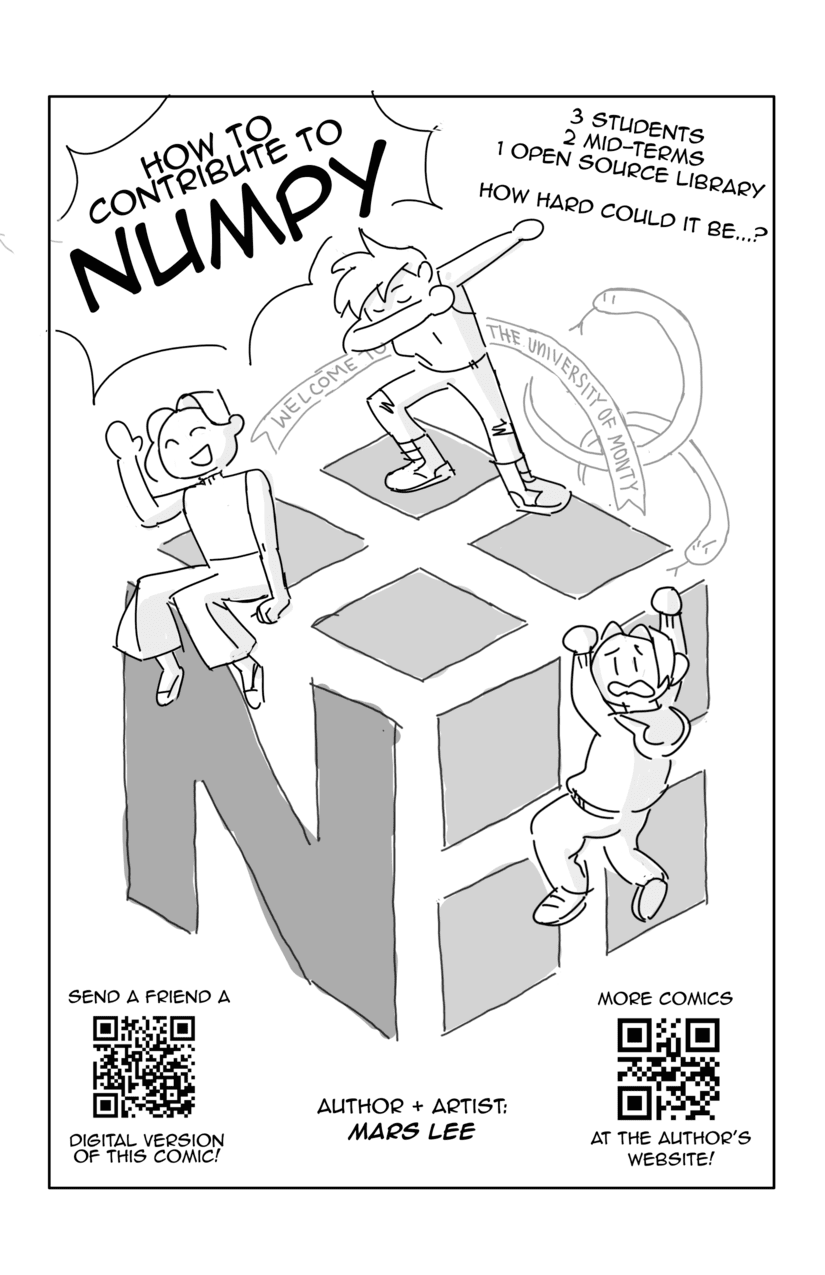 HOW TO
CONTRIBUTE TO
NUMPY
3 STUDENTS
2 MID-TERMS
1 OPEN SOURCE LIBRARY
HOW HARD COULD IT BE...?
WELCOME TO
THE UNIVERSITY OF MONTY
N
SEND A FRIEND A
DIGITAL VERSION
OF THIS COMIC!
AUTHOR + ARTIST:
MARS LEE
MORE COMICS
AT THE AUTHOR'S
WEBSITE!